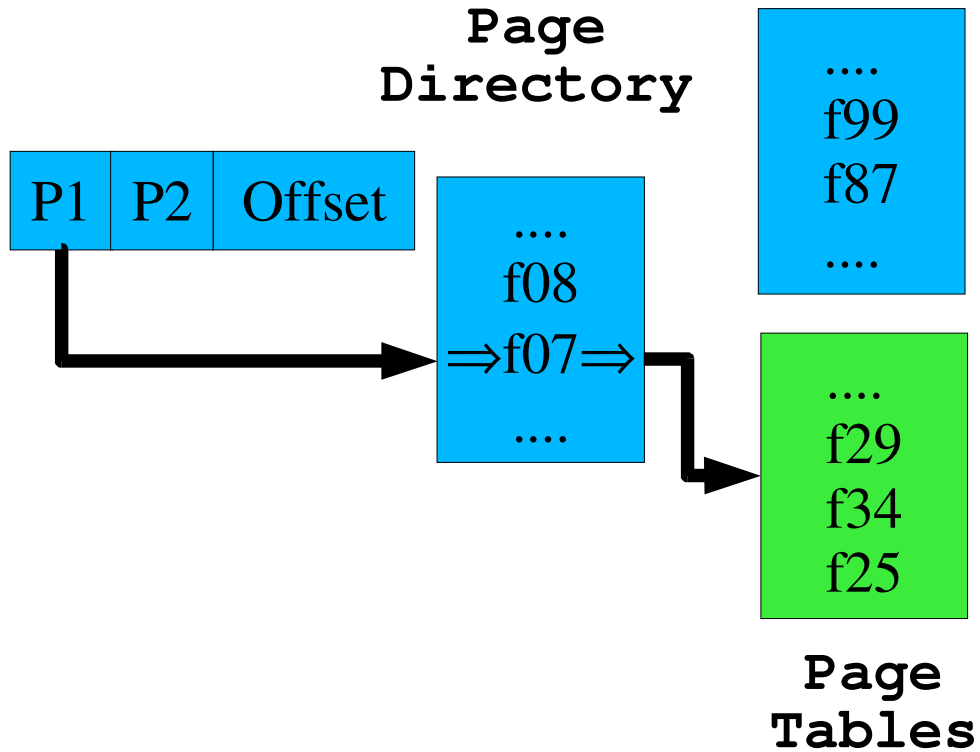 Page
Directory
P1 P2 Offset
....
f08
⇒f07⇒
....
....
f99
f87
....
....
f29
f34
f25
Page
Tables